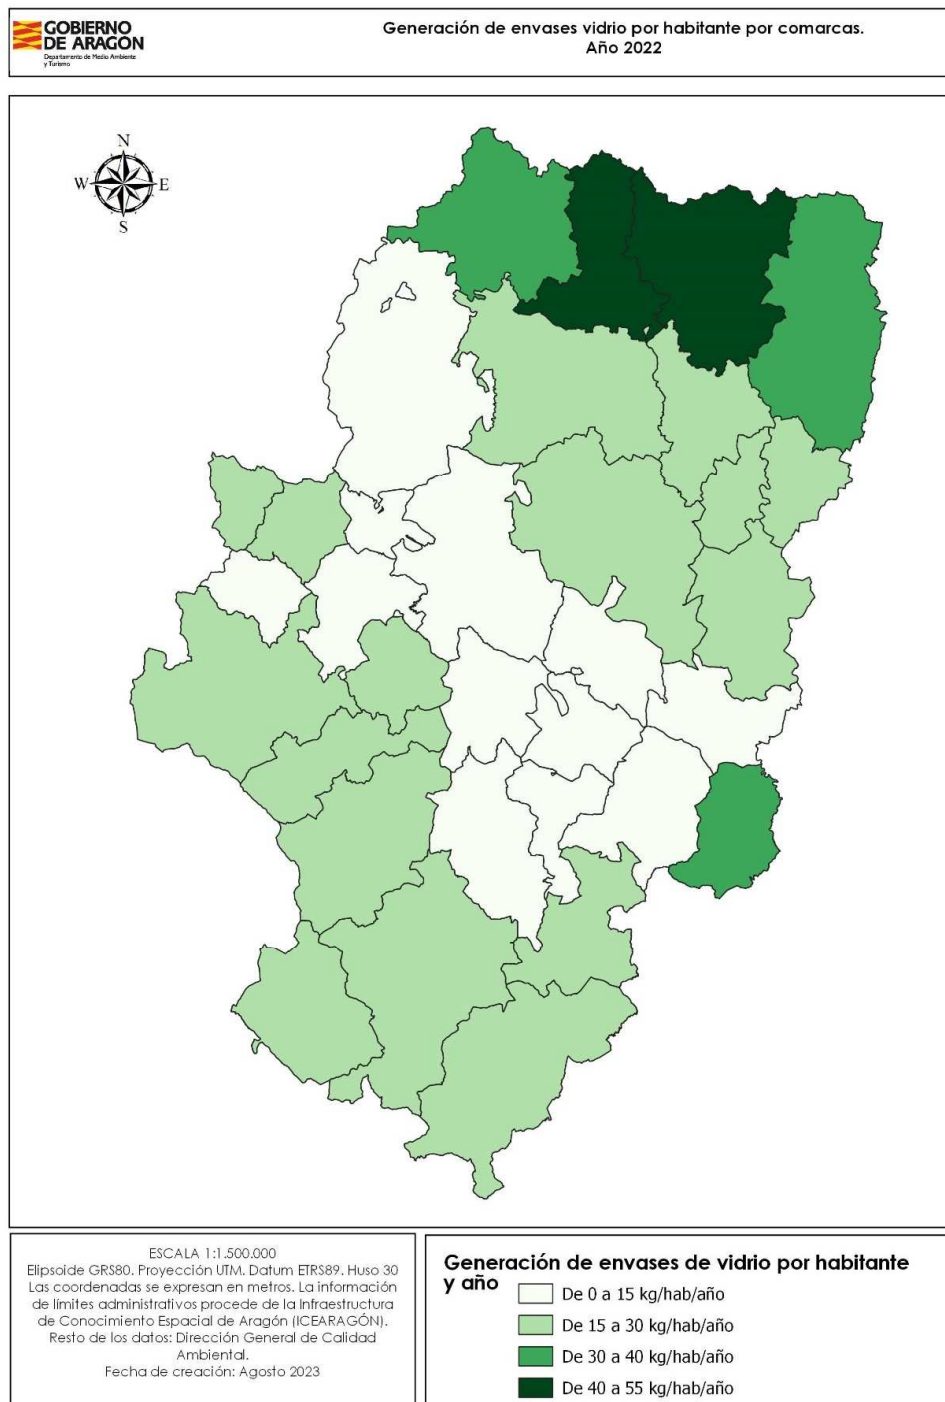 GOBIERNO
DE ARAGON
Departamento de Medio Ambiente
y Turismo
Generación de envases vidrio por habitante por comarcas.
Año 2022
N
W E
S
ESCALA 1:1.500.000
Elipsoide GRS80. Proyección UTM. Datum ETRS89. Huso 30
Las coordenadas se expresan en metros. La información
de límites administrativos procede de la Infraestructura
de Conocimiento Espacial de Aragón (ICEARAGÓN).
Resto de los datos: Dirección General de Calidad
Ambiental.
Fecha de creación: Agosto 2023
Generación de envases de vidrio por habitante
y año
De 0 a 15 kg/hab/año
De 15 a 30 kg/hab/año
De 30 a 40 kg/hab/año
De 40 a 55 kg/hab/año